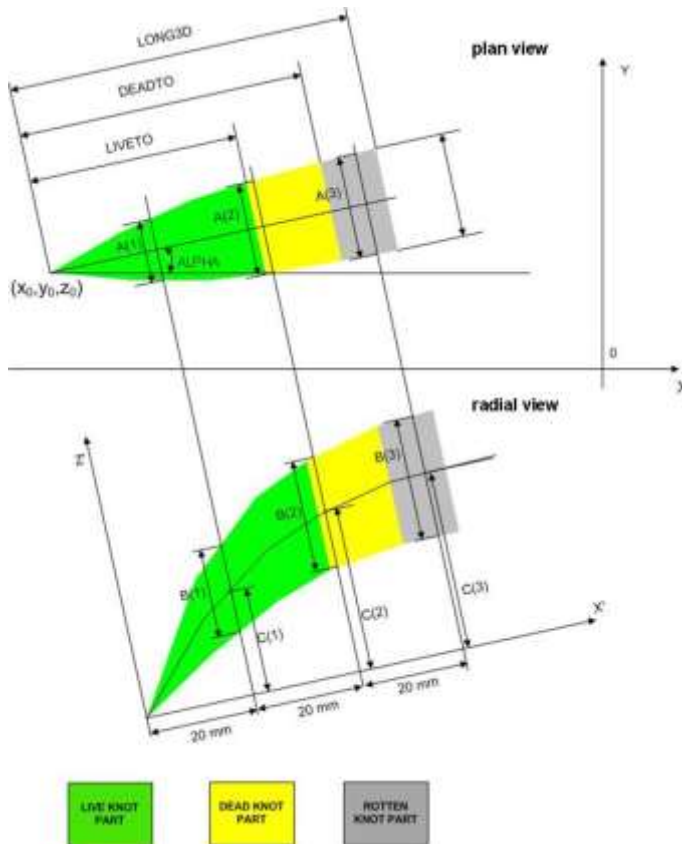 LONG3D
plan view
DEADTO
Y
LIVETO
A(1)
A(2)
A(3)
ALPHA
(x₀,y₀,z₀)
0
X
radial view
Z
B(1)
B(2)
B(3)
C(1)
C(2)
C(3)
X'
20 mm
20 mm
20 mm
LIVE KNOT
PART
DEAD KNOT
PART
ROTTEN
KNOT PART